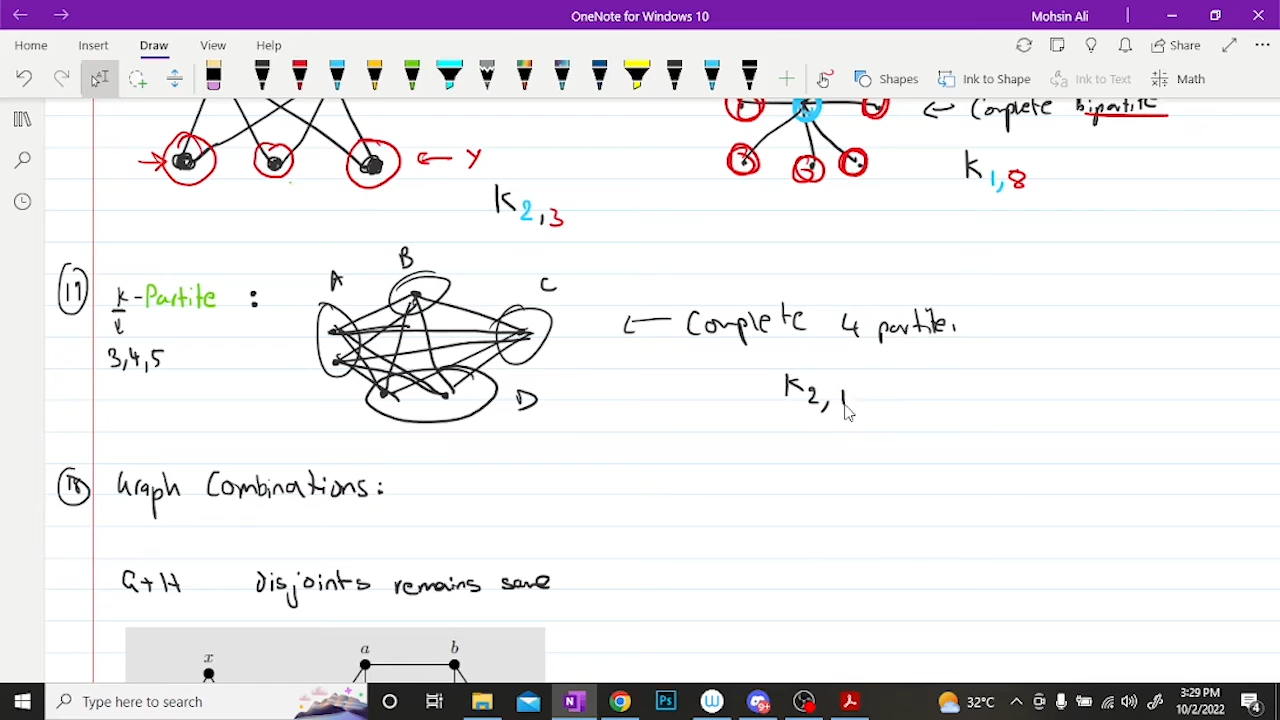 OneNote for Windows 10
Mohsin Ali
Home Insert Draw View Help
Share
Shapes
Ink to Shape
Ink to Text
Math
← Complete bipartite
→
← Y
K2,3
K1,8
A B C
17 K-Partite :
3,4,5
D
← Complete 4 partite.
K2, 1
18 Graph Combinations:
G+H Disjoints remains same
x a b
Type here to search
9+
32°C
3:29 PM
10/2/2022